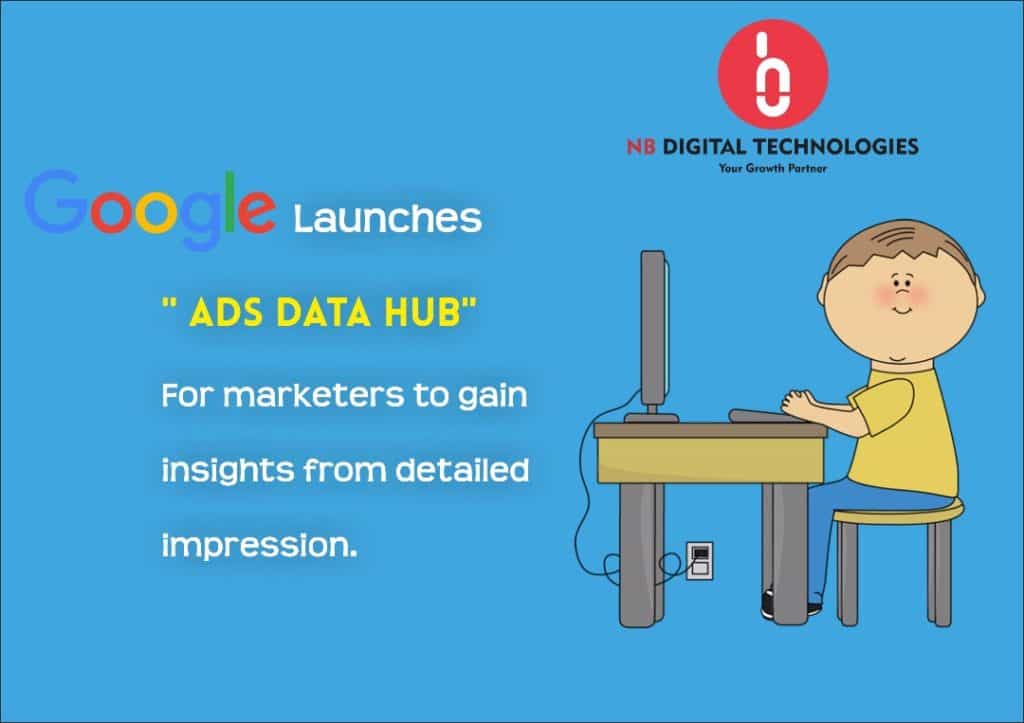 NB DIGITAL TECHNOLOGIES
Your Growth Partner
Google Launches
" ADS DATA HUB"
For marketers to gain
insights from detailed
impression.